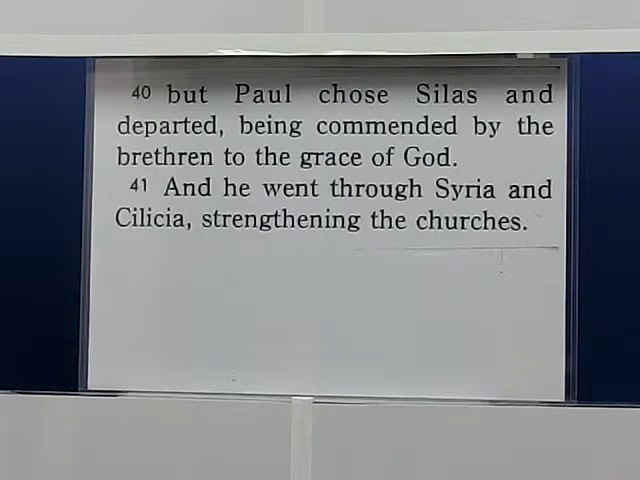 40 but Paul chose Silas and
departed, being commended by the
brethren to the grace of God.
41 And he went through Syria and
Cilicia, strengthening the churches.